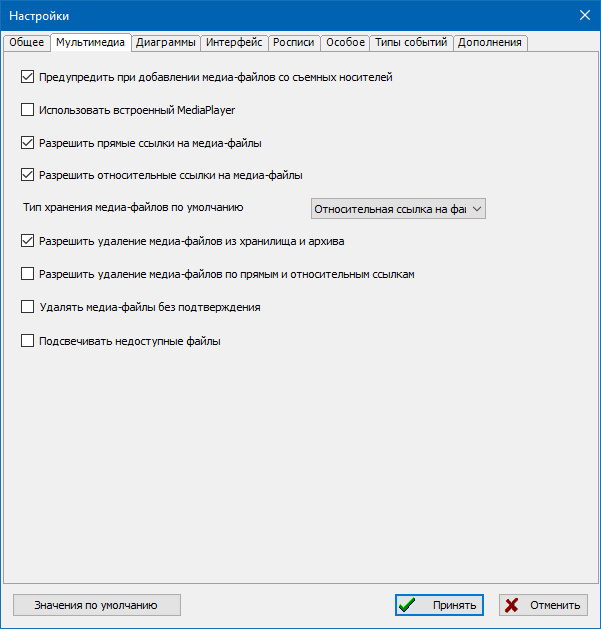 Настройки
Общее Мультимедиа Диаграммы Интерфейс Росписи Особое Типы событий Дополнения
Предупредить при добавлении медиа-файлов со съемных носителей
Использовать встроенный MediaPlayer
Разрешить прямые ссылки на медиа-файлы
Разрешить относительные ссылки на медиа-файлы
Тип хранения медиа-файлов по умолчанию Относительная ссылка на фай
Разрешить удаление медиа-файлов из хранилища и архива
Разрешить удаление медиа-файлов по прямым и относительным ссылкам
Удалять медиа-файлы без подтверждения
Подсвечивать недоступные файлы
Значения по умолчанию Принять Отменить